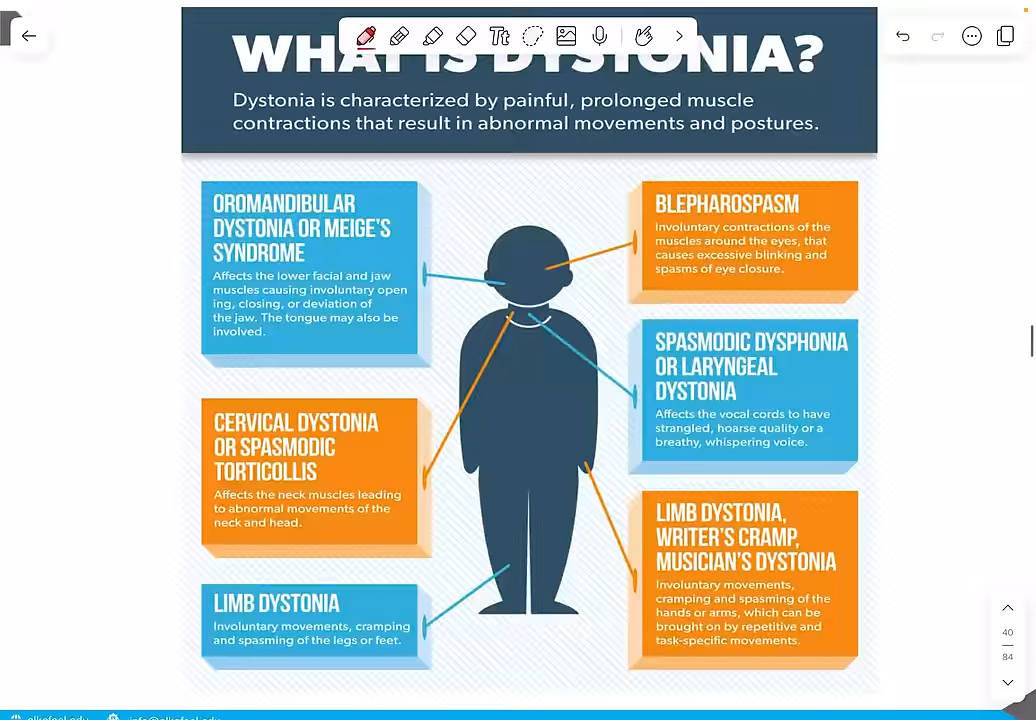 WHAT IS DYSTONIA?
Dystonia is characterized by painful, prolonged muscle
contractions that result in abnormal movements and postures.
OROMANDIBULAR
DYSTONIA OR MEIGE'S
SYNDROME
Affects the lower facial and jaw
muscles causing involuntary open
ing, closing, or deviation of
the jaw. The tongue may also be
involved.
CERVICAL DYSTONIA
OR SPASMODIC
TORTICOLLIS
Affects the neck muscles leading
to abnormal movements of the
neck and head.
LIMB DYSTONIA
Involuntary movements, cramping
and spasming of the legs or feet.
BLEPHAROSPASM
Involuntary contractions of the
muscles around the eyes, that
causes excessive blinking and
spasms of eye closure.
SPASMODIC DYSPHONIA
OR LARYNGEAL
DYSTONIA
Affects the vocal cords to have
strangled, hoarse quality or a
breathy, whispering voice.
LIMB DYSTONIA,
WRITER'S CRAMP,
MUSICIAN'S DYSTONIA
Involuntary movements,
cramping and spasming of the
hands or arms, which can be
brought on by repetitive and
task-specific movements.
Tt
40
84